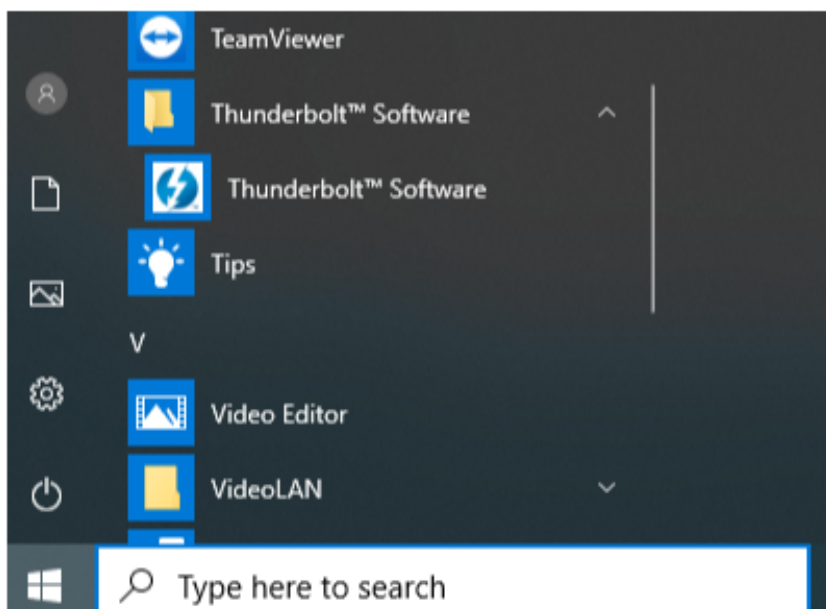 TeamViewer
Thunderbolt™ Software
Thunderbolt™ Software
Tips
V
Video Editor
VideoLAN
Type here to search